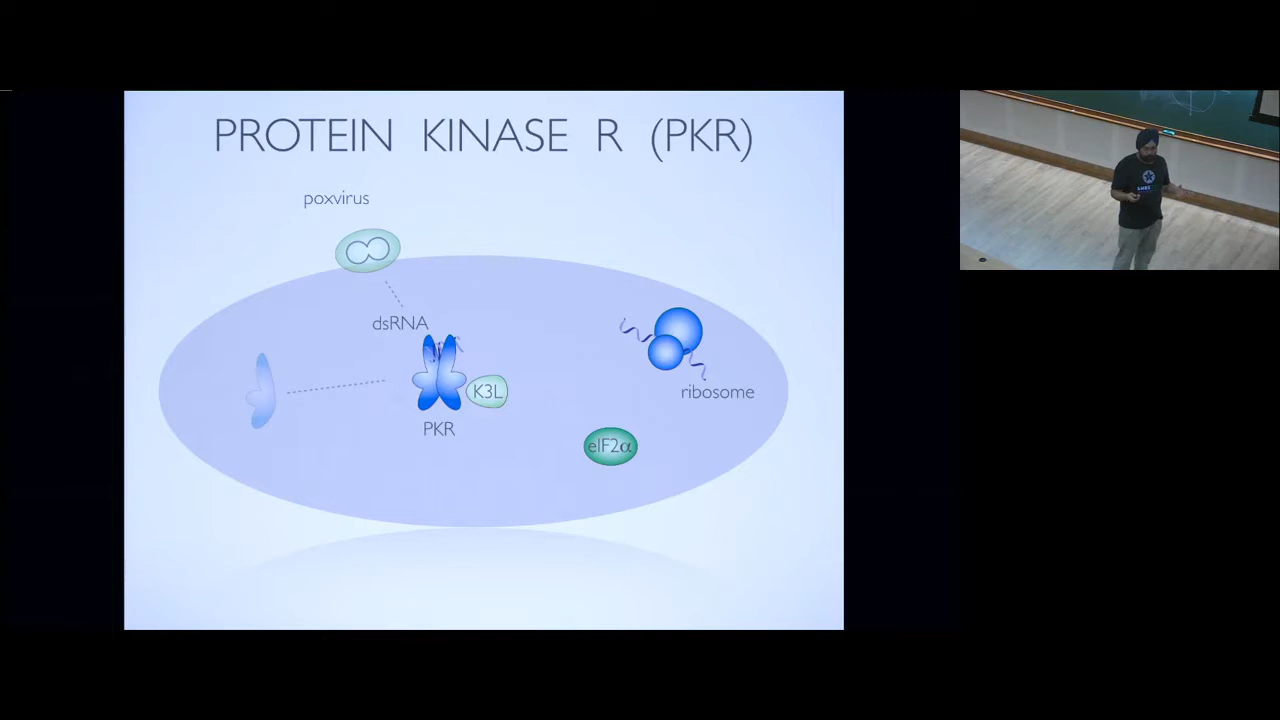 PROTEIN KINASE R (PKR)
poxvirus
dsRNA
K3L
PKR
ribosome
eIF2α